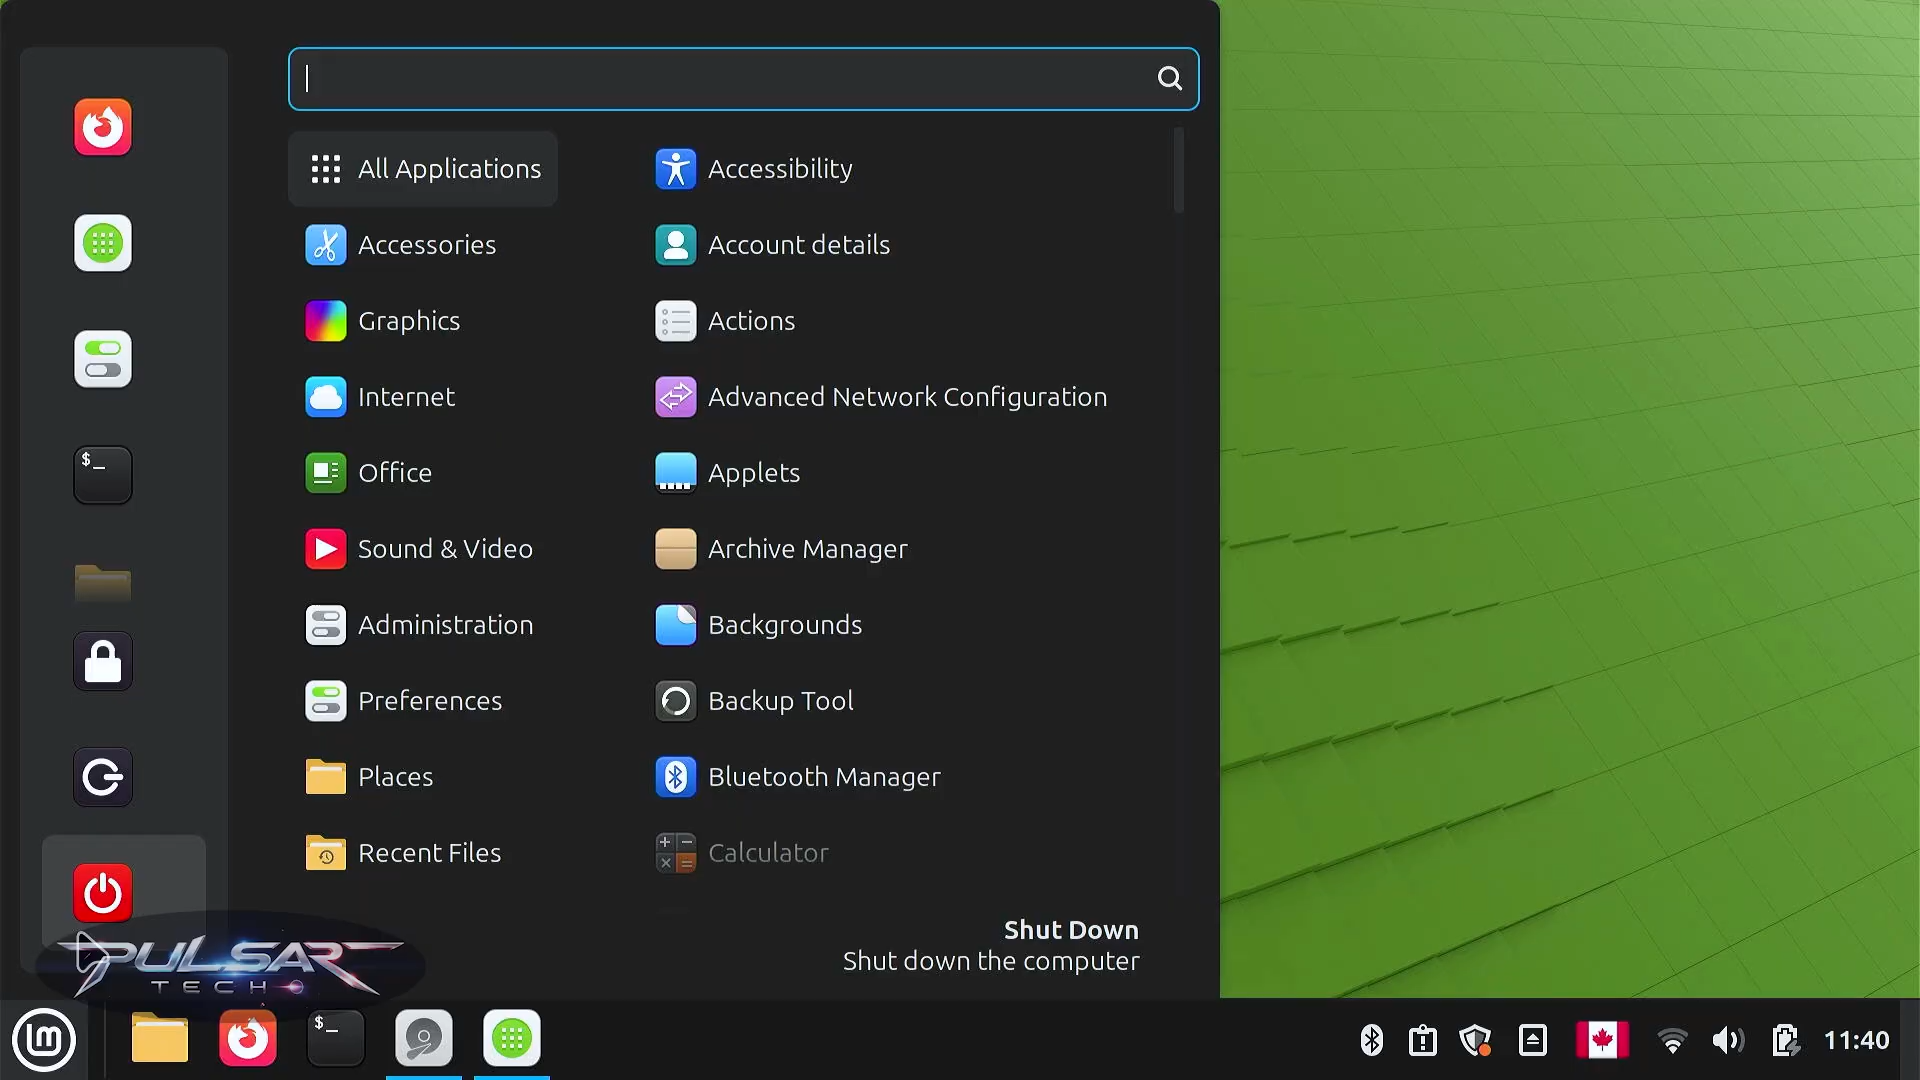 All Applications
Accessories
Graphics
Internet
Office
Sound & Video
Administration
Preferences
Places
Recent Files
Accessibility
Account details
Actions
Advanced Network Configuration
Applets
Archive Manager
Backgrounds
Backup Tool
Bluetooth Manager
Calculator
Shut Down
Shut down the computer
$_
PULSAR
TECH
$_
11:40